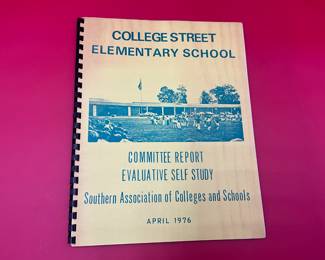 COLLEGE STREET
ELEMENTARY SCHOOL
COMMITTEE REPORT
EVALUATIVE SELF STUDY
Southern Association of Colleges and Schools
APRIL 1976